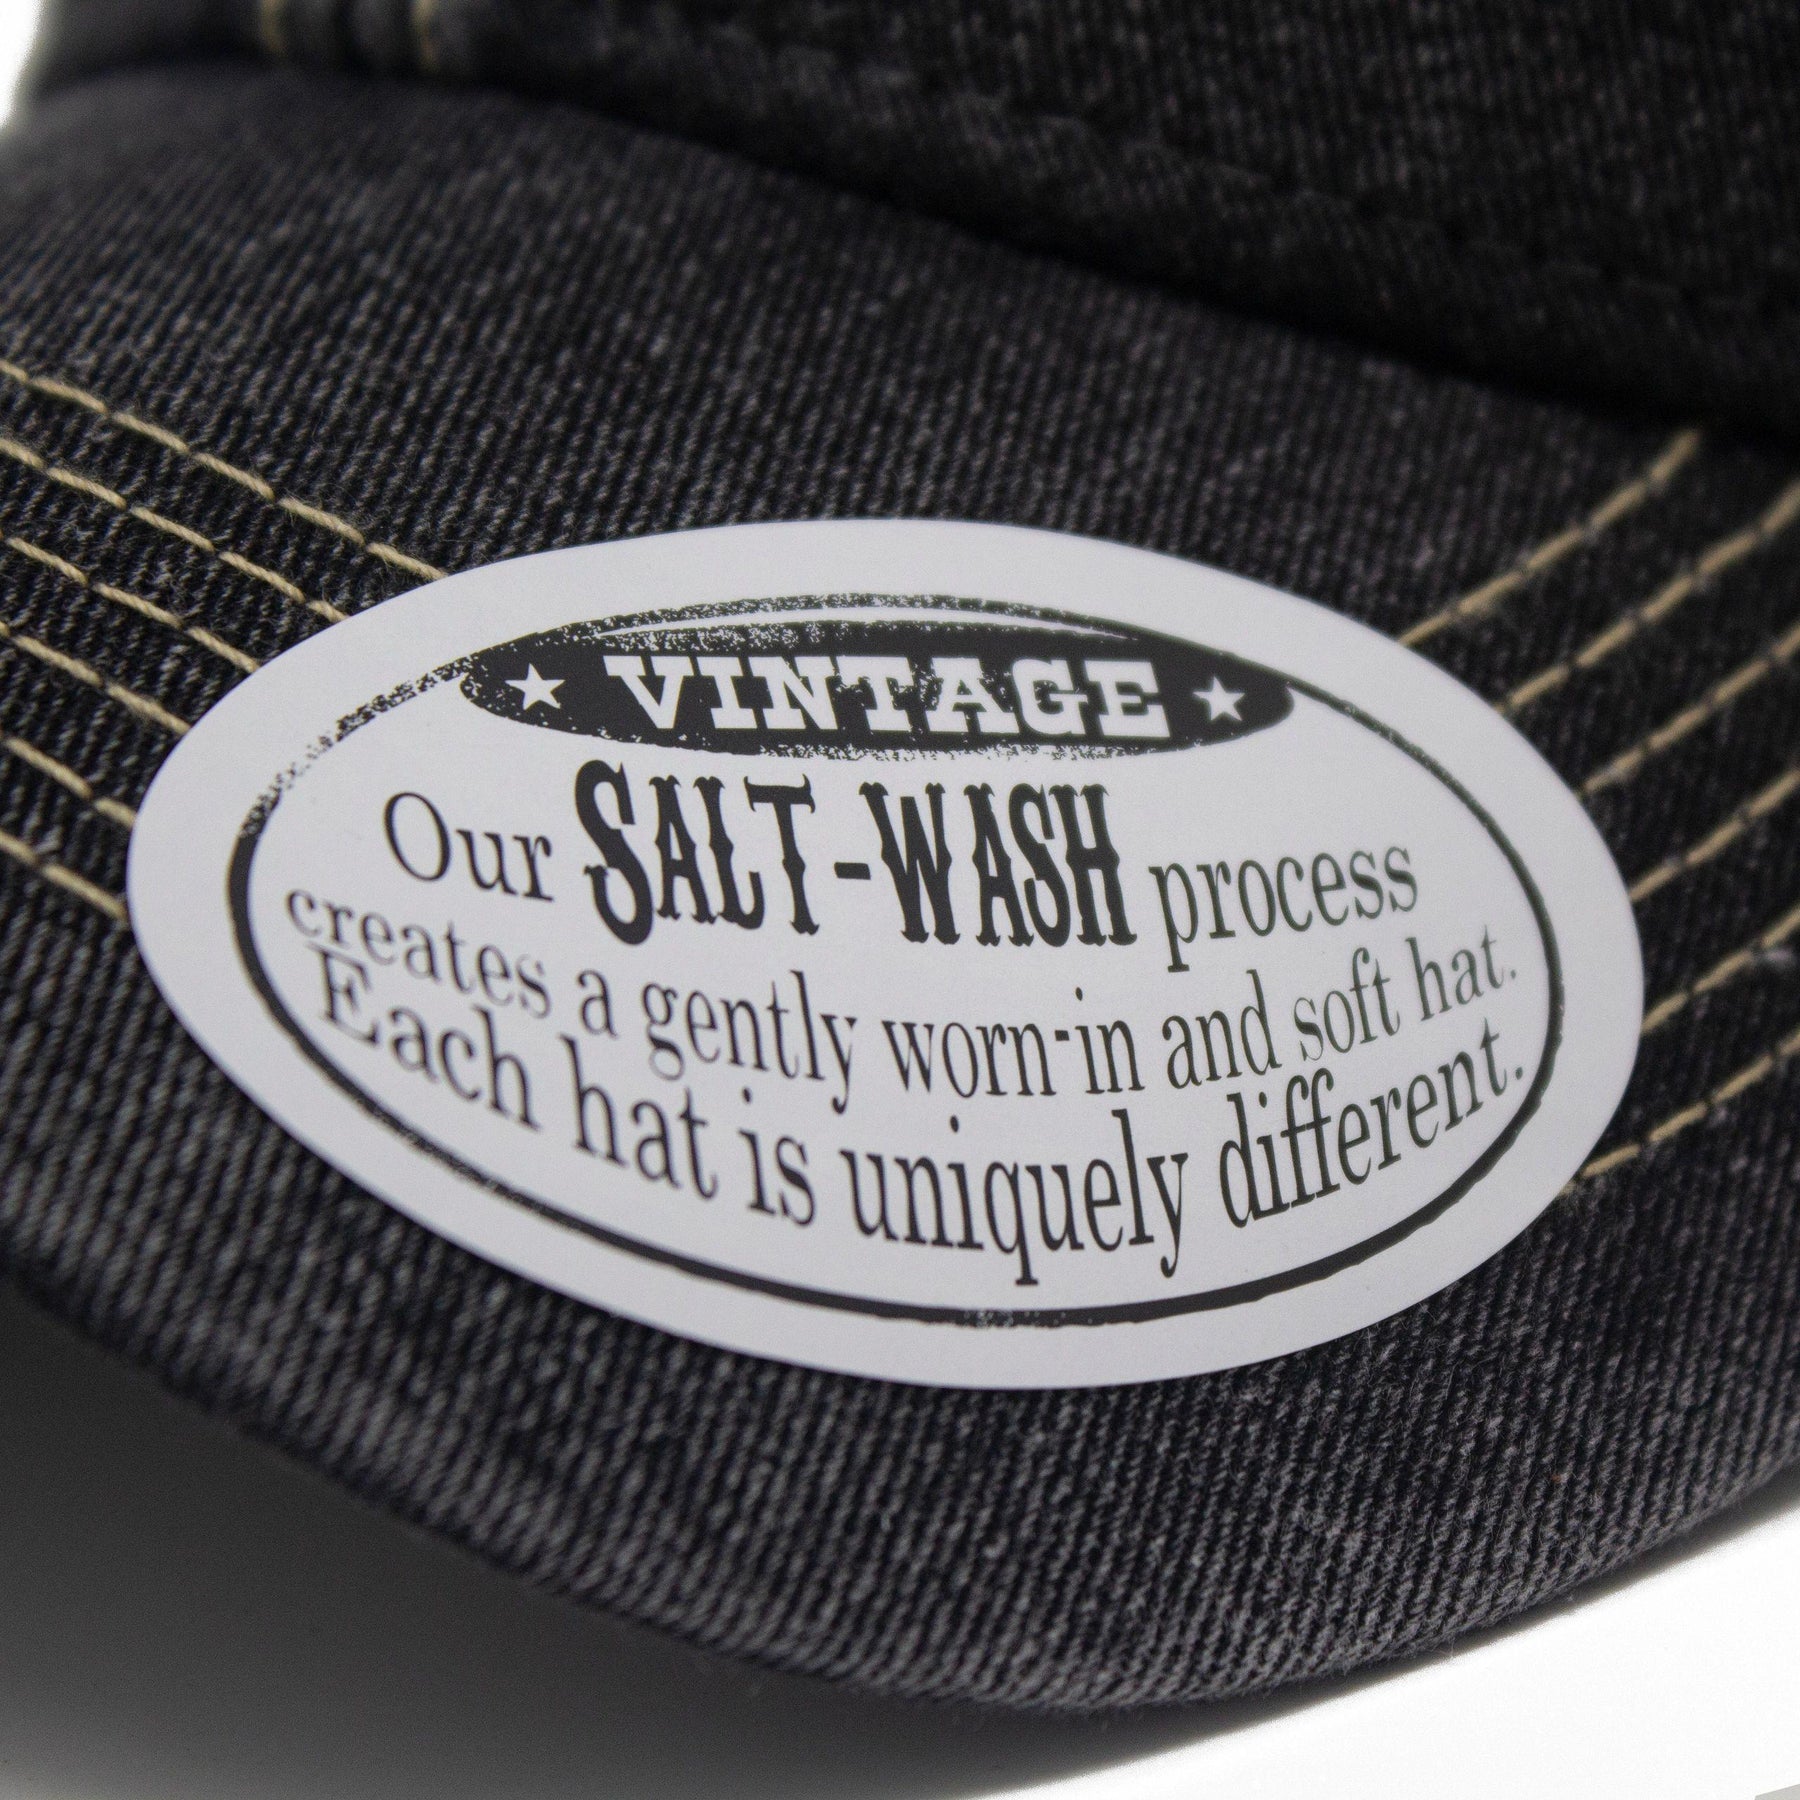 ★ VINTAGE ★
Our SALT-WASH process
creates a gently worn-in and soft hat.
Each hat is uniquely different.